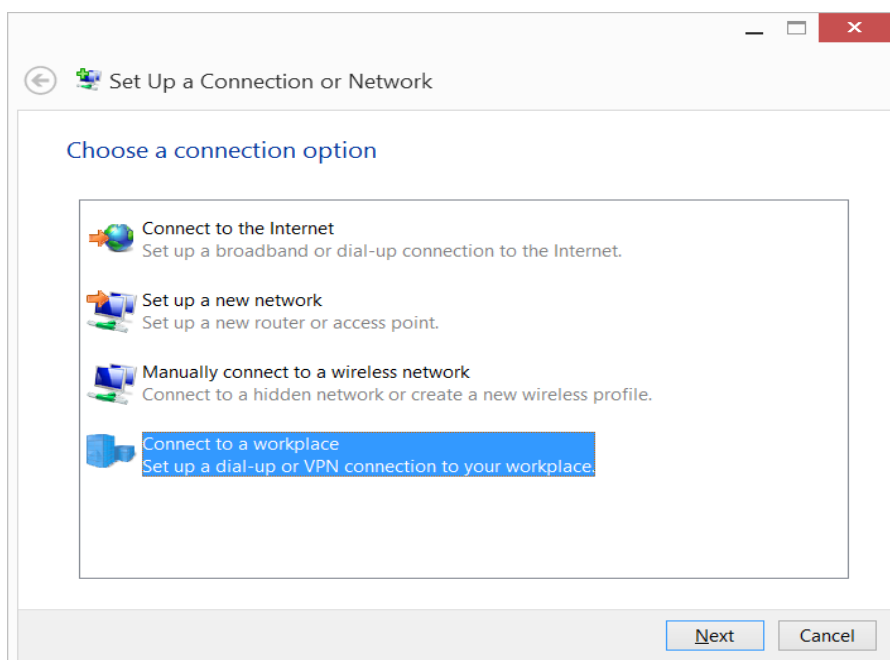 Set Up a Connection or Network
Choose a connection option
Connect to the Internet
Set up a broadband or dial-up connection to the Internet.
Set up a new network
Set up a new router or access point.
Manually connect to a wireless network
Connect to a hidden network or create a new wireless profile.
Connect to a workplace
Set up a dial-up or VPN connection to your workplace.
Next Cancel